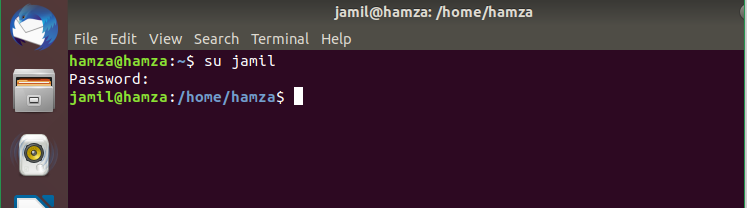 jamil@hamza: /home/hamza
File Edit View Search Terminal Help
hamza@hamza:~$ su jamil
Password:
jamil@hamza:/home/hamza$